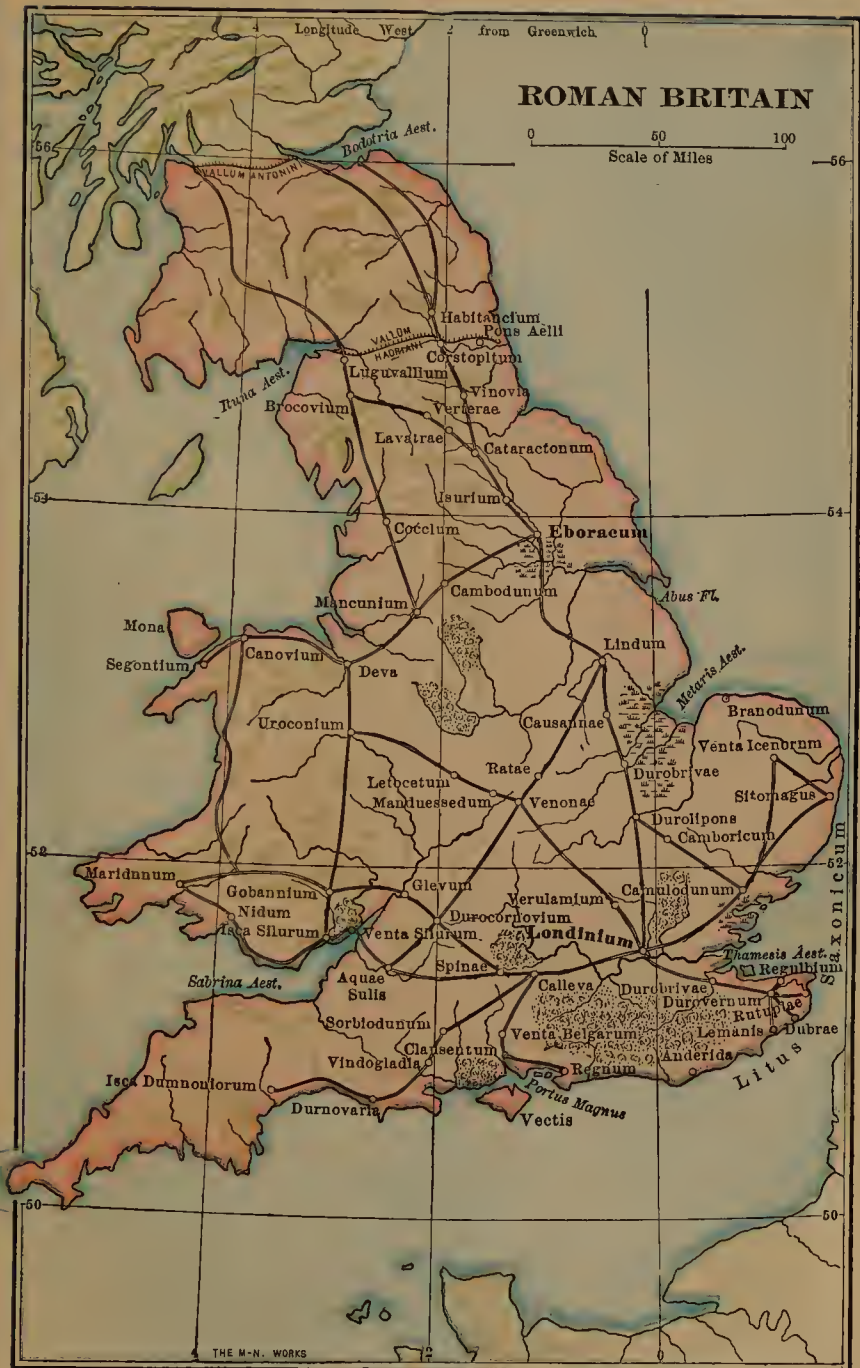 Longitude West from Greenwich
4
2
0
ROMAN BRITAIN
0 50 100
Scale of Miles
56
56
Bodotria Aest.
VALLUM ANTONINI
Habitancium
Pons Aelli
VALLUM
HADRIANI
Corstopitum
Luguvallium
Ituna Aest.
Vinovia
Brocovium
Verterae
Lavatrae
Cataractonum
Isurium
54
54
Coccium
Eboracum
Cambodunum
Mancunium
Abus Fl.
Mona
Lindum
Segontium
Canovium
Deva
Metaris Aest.
Branodunum
Uroconium
Causannae
Venta Icenorum
Ratae
Letocetum
Durobrivae
Manduessedum
Venonae
Sitomagus
Durolipons
Camboricum
52
52
Maridunum
Gobannium
Glevum
Camulodunum
Verulamium
Nidum
Durocornovium
Isca Silurum
Venta Silurum
Londinium
Thamesis Aest.
Sabrina Aest.
Spinae
Regulbium
Aquae
Sulis
Calleva
Durobrivae
Durovernum
Rutupiae
Sorbiodunum
Venta Belgarum
Lemanis
Dubrae
Clausentum
Vindogladia
Anderida
Litus Saxonicum
Isca Dumnoniorum
Regnum
Durnovaria
Portus Magnus
Vectis
50
50
4
THE M.-N. WORKS
2
0